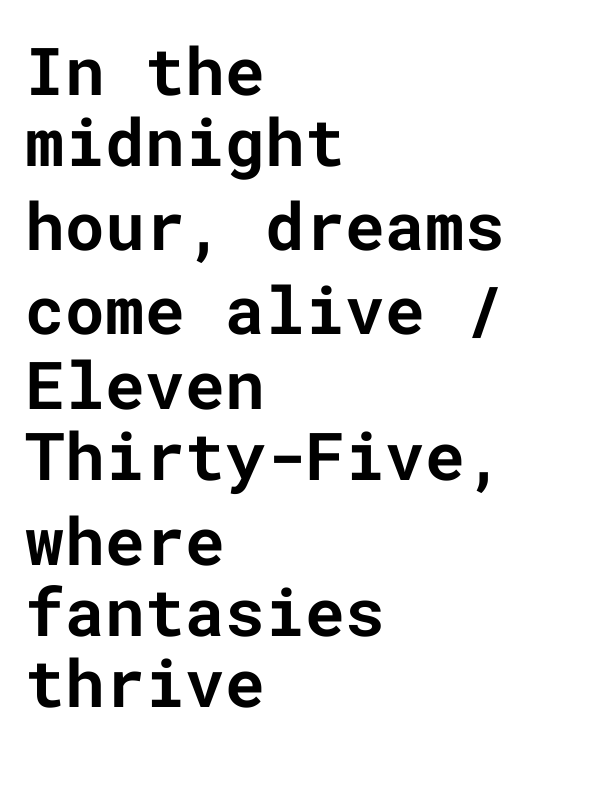 In the
midnight
hour, dreams
come alive /
Eleven
Thirty-Five,
where
fantasies
thrive